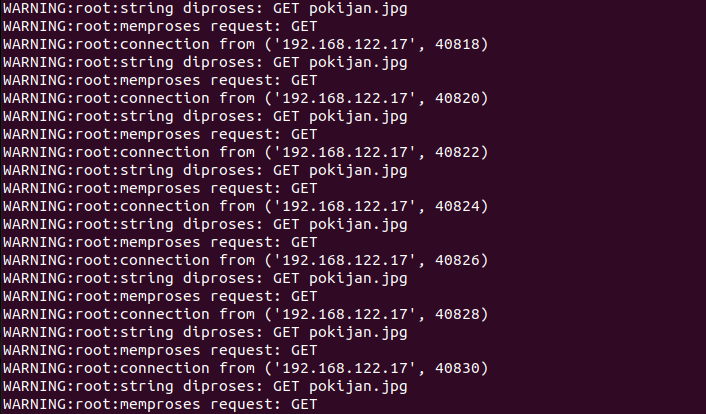 WARNING:root:string diproses: GET pokijan.jpg
WARNING:root:memproses request: GET
WARNING:root:connection from ('192.168.122.17', 40818)
WARNING:root:string diproses: GET pokijan.jpg
WARNING:root:memproses request: GET
WARNING:root:connection from ('192.168.122.17', 40820)
WARNING:root:string diproses: GET pokijan.jpg
WARNING:root:memproses request: GET
WARNING:root:connection from ('192.168.122.17', 40822)
WARNING:root:string diproses: GET pokijan.jpg
WARNING:root:memproses request: GET
WARNING:root:connection from ('192.168.122.17', 40824)
WARNING:root:string diproses: GET pokijan.jpg
WARNING:root:memproses request: GET
WARNING:root:connection from ('192.168.122.17', 40826)
WARNING:root:string diproses: GET pokijan.jpg
WARNING:root:memproses request: GET
WARNING:root:connection from ('192.168.122.17', 40828)
WARNING:root:string diproses: GET pokijan.jpg
WARNING:root:memproses request: GET
WARNING:root:connection from ('192.168.122.17', 40830)
WARNING:root:string diproses: GET pokijan.jpg
WARNING:root:memproses request: GET